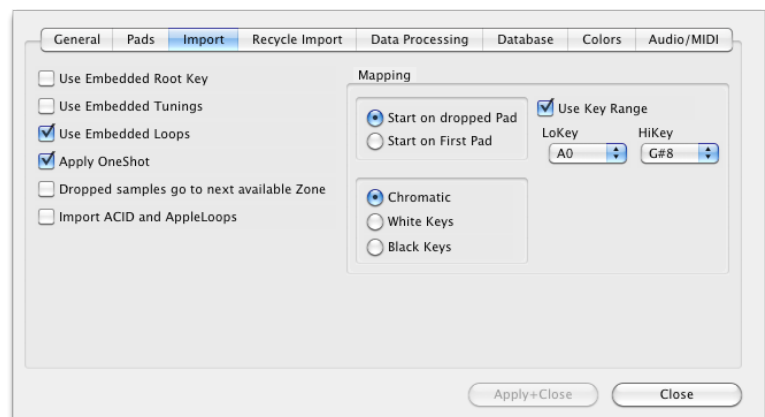 General Pads Import Recycle Import Data Processing Database Colors Audio/MIDI
Use Embedded Root Key
Use Embedded Tunings
Use Embedded Loops
Apply OneShot
Dropped samples go to next available Zone
Import ACID and AppleLoops
Mapping
Start on dropped Pad
Start on First Pad
Use Key Range
LoKey HiKey
A0 G#8
Chromatic
White Keys
Black Keys
Apply+Close Close